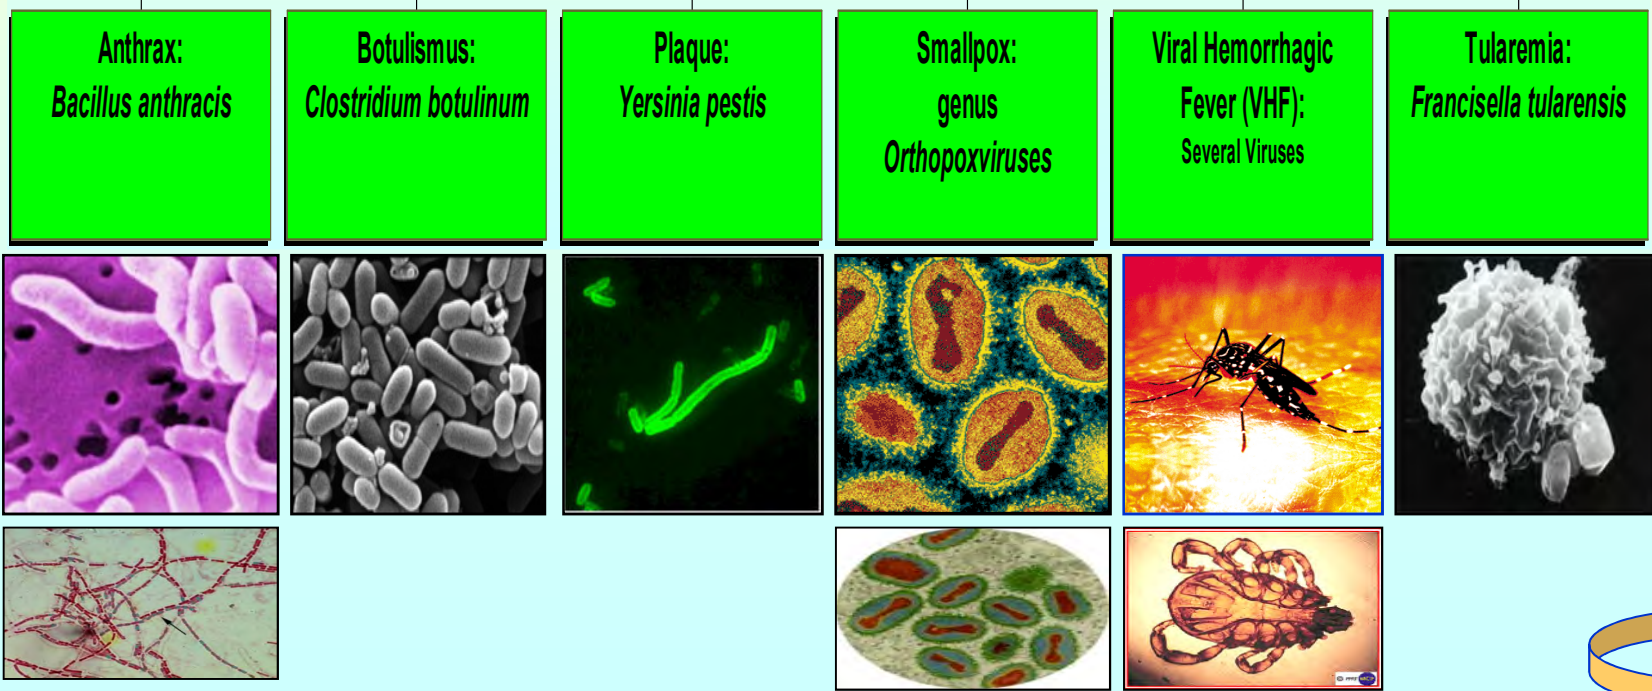 Anthrax:
Bacillus anthracis
Botulismus:
Clostridium botulinum
Plaque:
Yersinia pestis
Smallpox:
genus
Orthopoxviruses
Viral Hemorrhagic
Fever (VHF):
Several Viruses
Tularemia:
Francisella tularensis